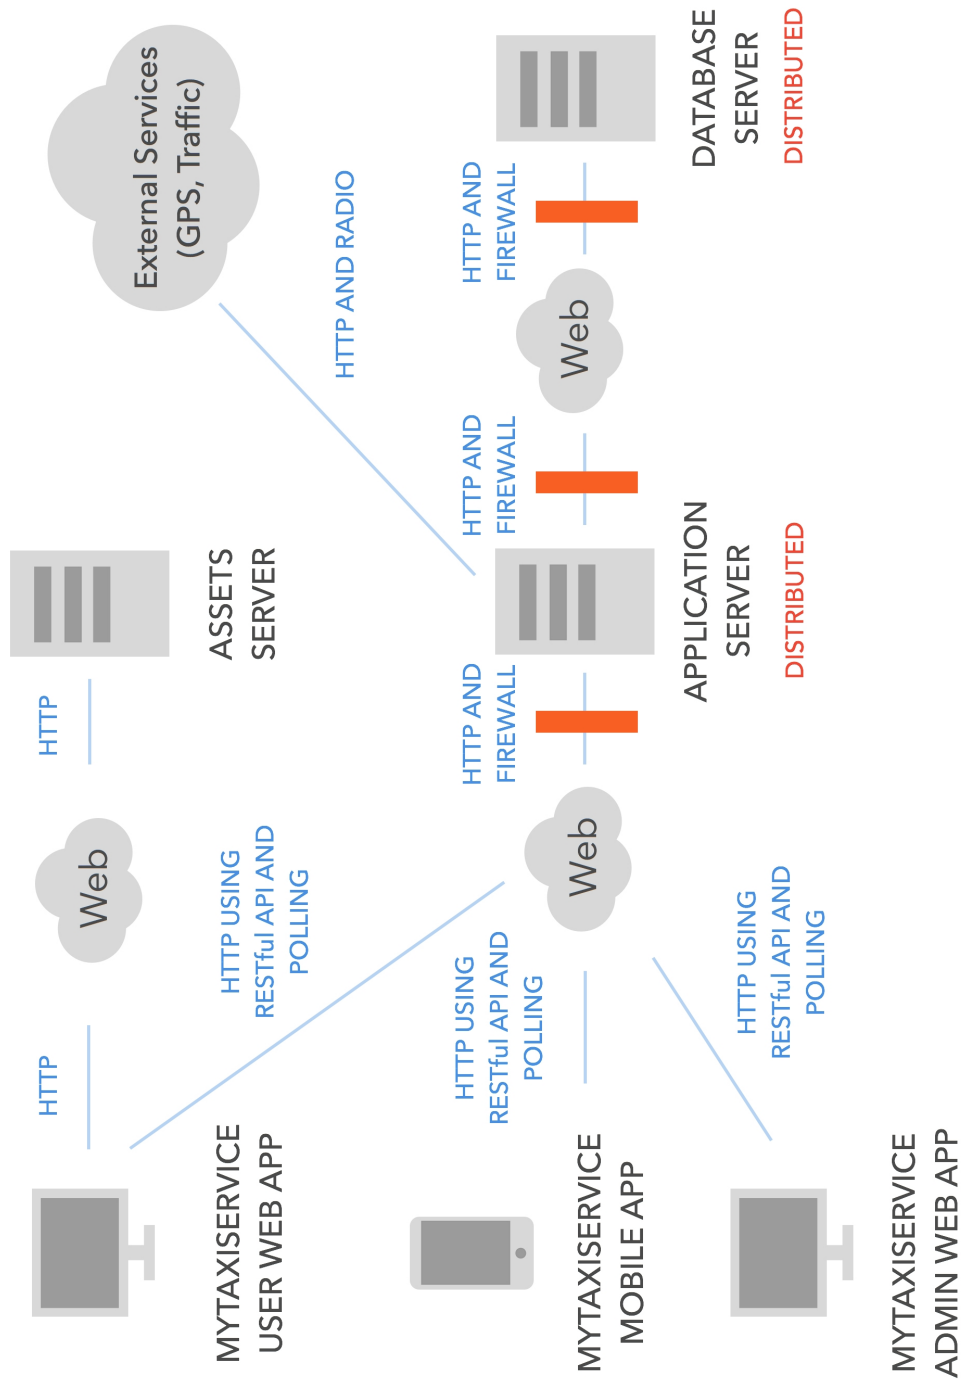 HTTP
Web
HTTP
MYTAXISERVICE
USER WEB APP
ASSETS
SERVER
External Services
(GPS, Traffic)
HTTP USING
RESTful API AND
POLLING
HTTP AND RADIO
MYTAXISERVICE
MOBILE APP
HTTP USING
RESTful API AND
POLLING
Web
HTTP AND
FIREWALL
APPLICATION
SERVER
DISTRIBUTED
HTTP AND
FIREWALL
Web
HTTP AND
FIREWALL
DATABASE
SERVER
DISTRIBUTED
HTTP USING
RESTful API AND
POLLING
MYTAXISERVICE
ADMIN WEB APP